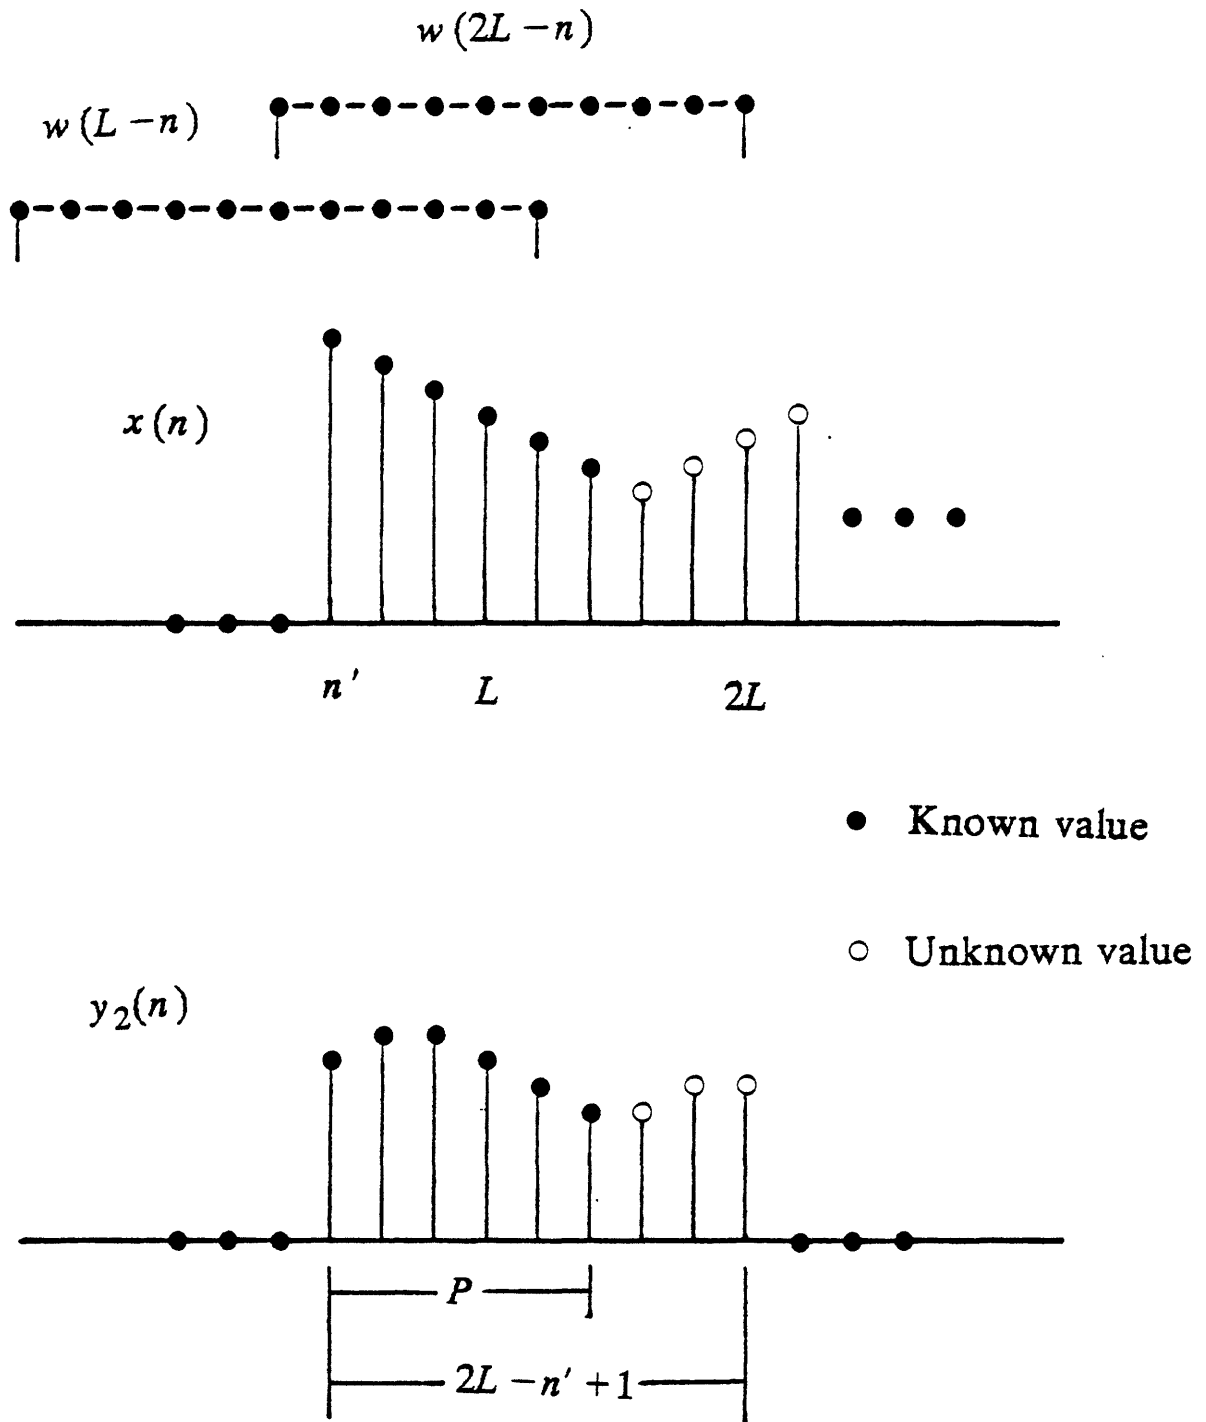 w (2L − n)
w (L − n)
x (n)
n′ L 2L
● Known value
○ Unknown value
y₂(n)
P
2L − n′ + 1